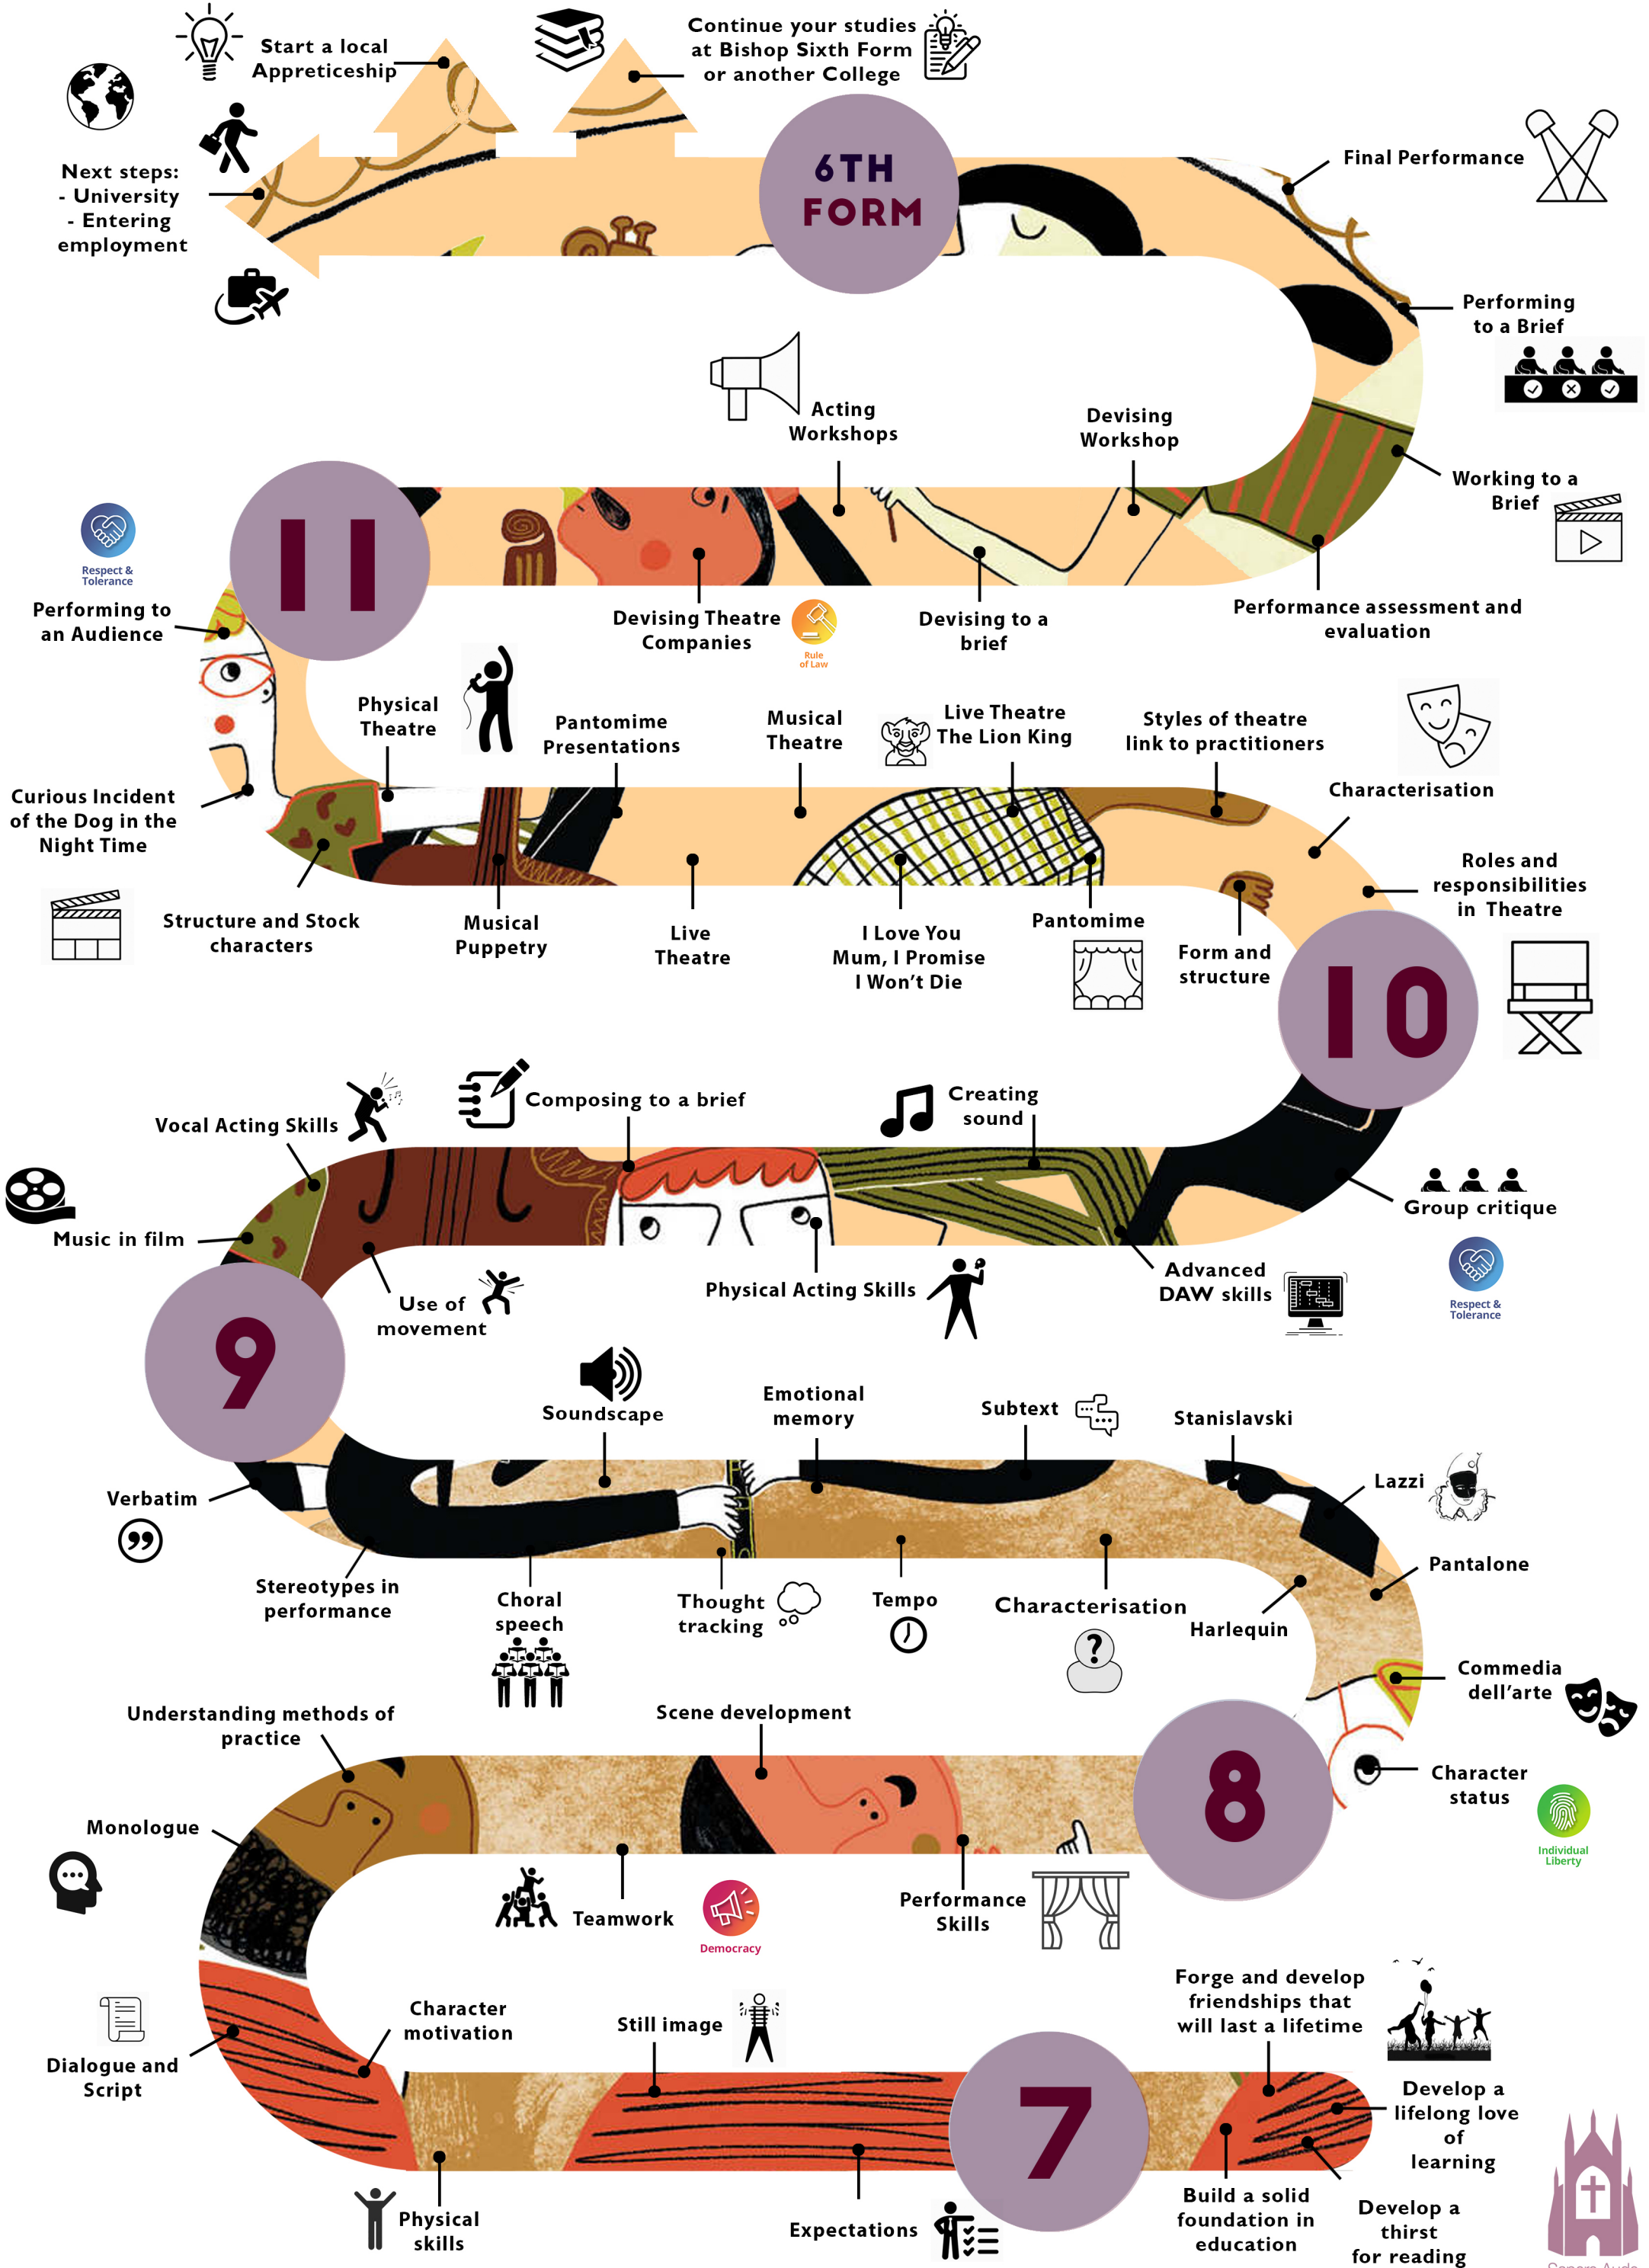 Start a local
Appreticeship
Continue your studies
at Bishop Sixth Form
or another College
Next steps:
- University
- Entering
employment
6TH
FORM
Final Performance
Performing
to a Brief
Acting
Workshops
Devising
Workshop
Working to a
Brief
11
Respect &
Tolerance
Performing to
an Audience
Devising Theatre
Companies
Rule
of Law
Devising to a
brief
Performance assessment and
evaluation
Physical
Theatre
Pantomime
Presentations
Musical
Theatre
Live Theatre
The Lion King
Styles of theatre
link to practitioners
Characterisation
Curious Incident
of the Dog in the
Night Time
Roles and
responsibilities
in Theatre
Structure and Stock
characters
Musical
Puppetry
Live
Theatre
I Love You
Mum, I Promise
I Won't Die
Pantomime
Form and
structure
10
Vocal Acting Skills
Composing to a brief
Creating
sound
Group critique
Music in film
Use of
movement
Physical Acting Skills
Advanced
DAW skills
Respect &
Tolerance
9
Soundscape
Emotional
memory
Subtext
Stanislavski
Lazzi
Verbatim
Stereotypes in
performance
Choral
speech
Thought
tracking
Tempo
Characterisation
Harlequin
Pantalone
Commedia
dell'arte
Understanding methods of
practice
Scene development
8
Character
status
Individual
Liberty
Monologue
Teamwork
Democracy
Performance
Skills
Dialogue and
Script
Character
motivation
Still image
Forge and develop
friendships that
will last a lifetime
7
Develop a
lifelong love
of
learning
Physical
skills
Expectations
Build a solid
foundation in
education
Develop a
thirst
for reading